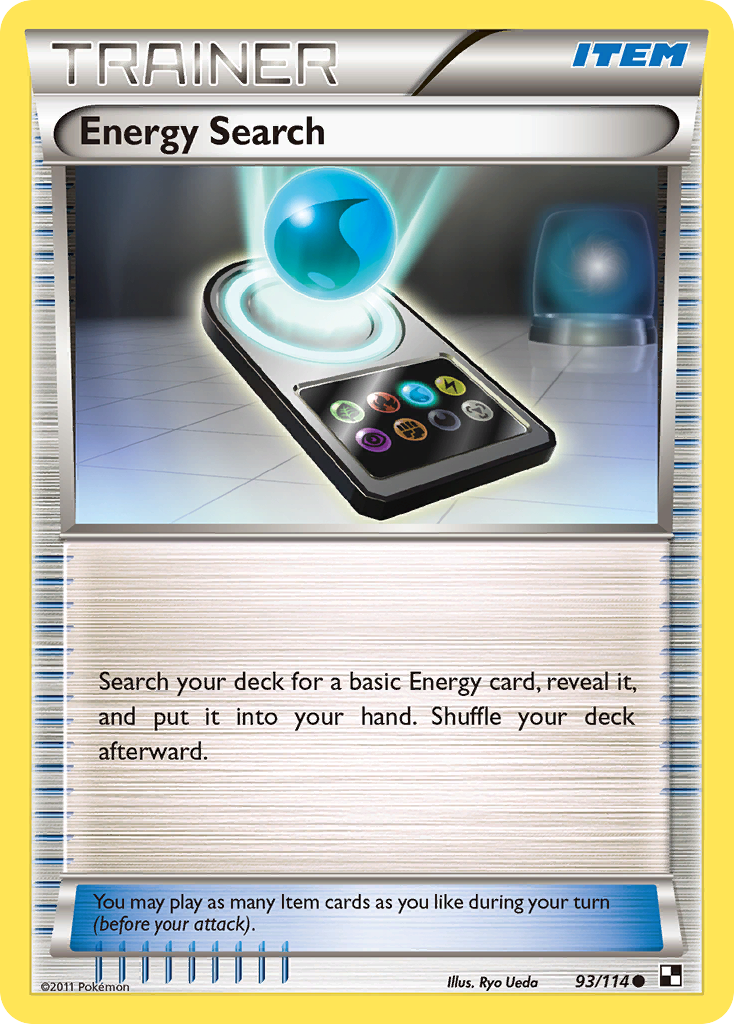 TRAINER
ITEM
Energy Search
Search your deck for a basic Energy card, reveal it,
and put it into your hand. Shuffle your deck
afterward.
You may play as many Item cards as you like during your turn
(before your attack).
©2011 Pokémon
Illus. Ryo Ueda
93/114